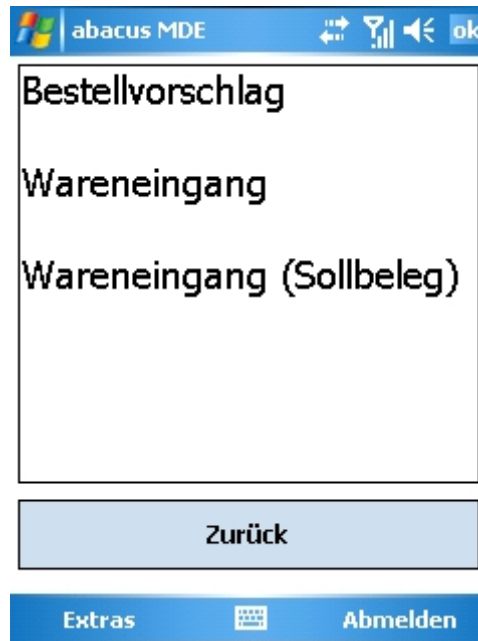 abacus MDE
ok
Bestellvorschlag
Wareneingang
Wareneingang (Sollbeleg)
Zurück
Extras
Abmelden